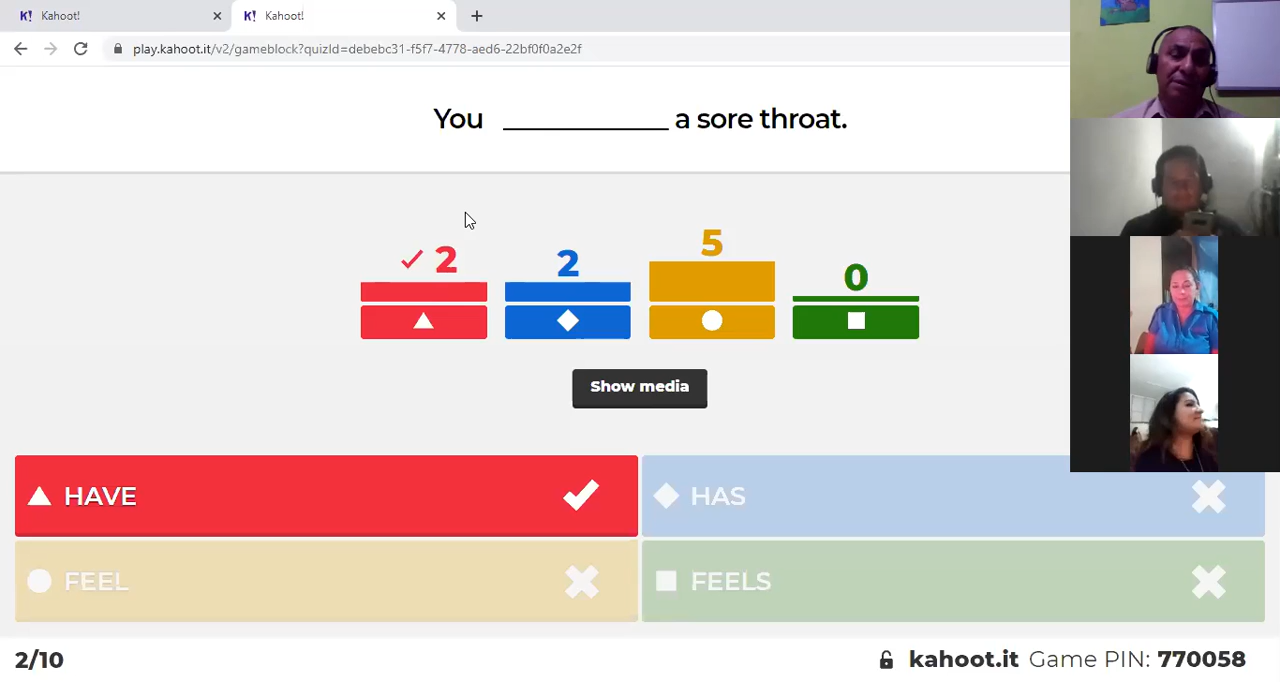 K! Kahoot!
K! Kahoot!
play.kahoot.it/v2/gameblock?quizId=debebc31-f5f7-4778-aed6-22bf0f0a2e2f
You ____________ a sore throat.
2
2
5
0
Show media
HAVE
HAS
FEEL
FEELS
2/10
kahoot.it Game PIN: 770058